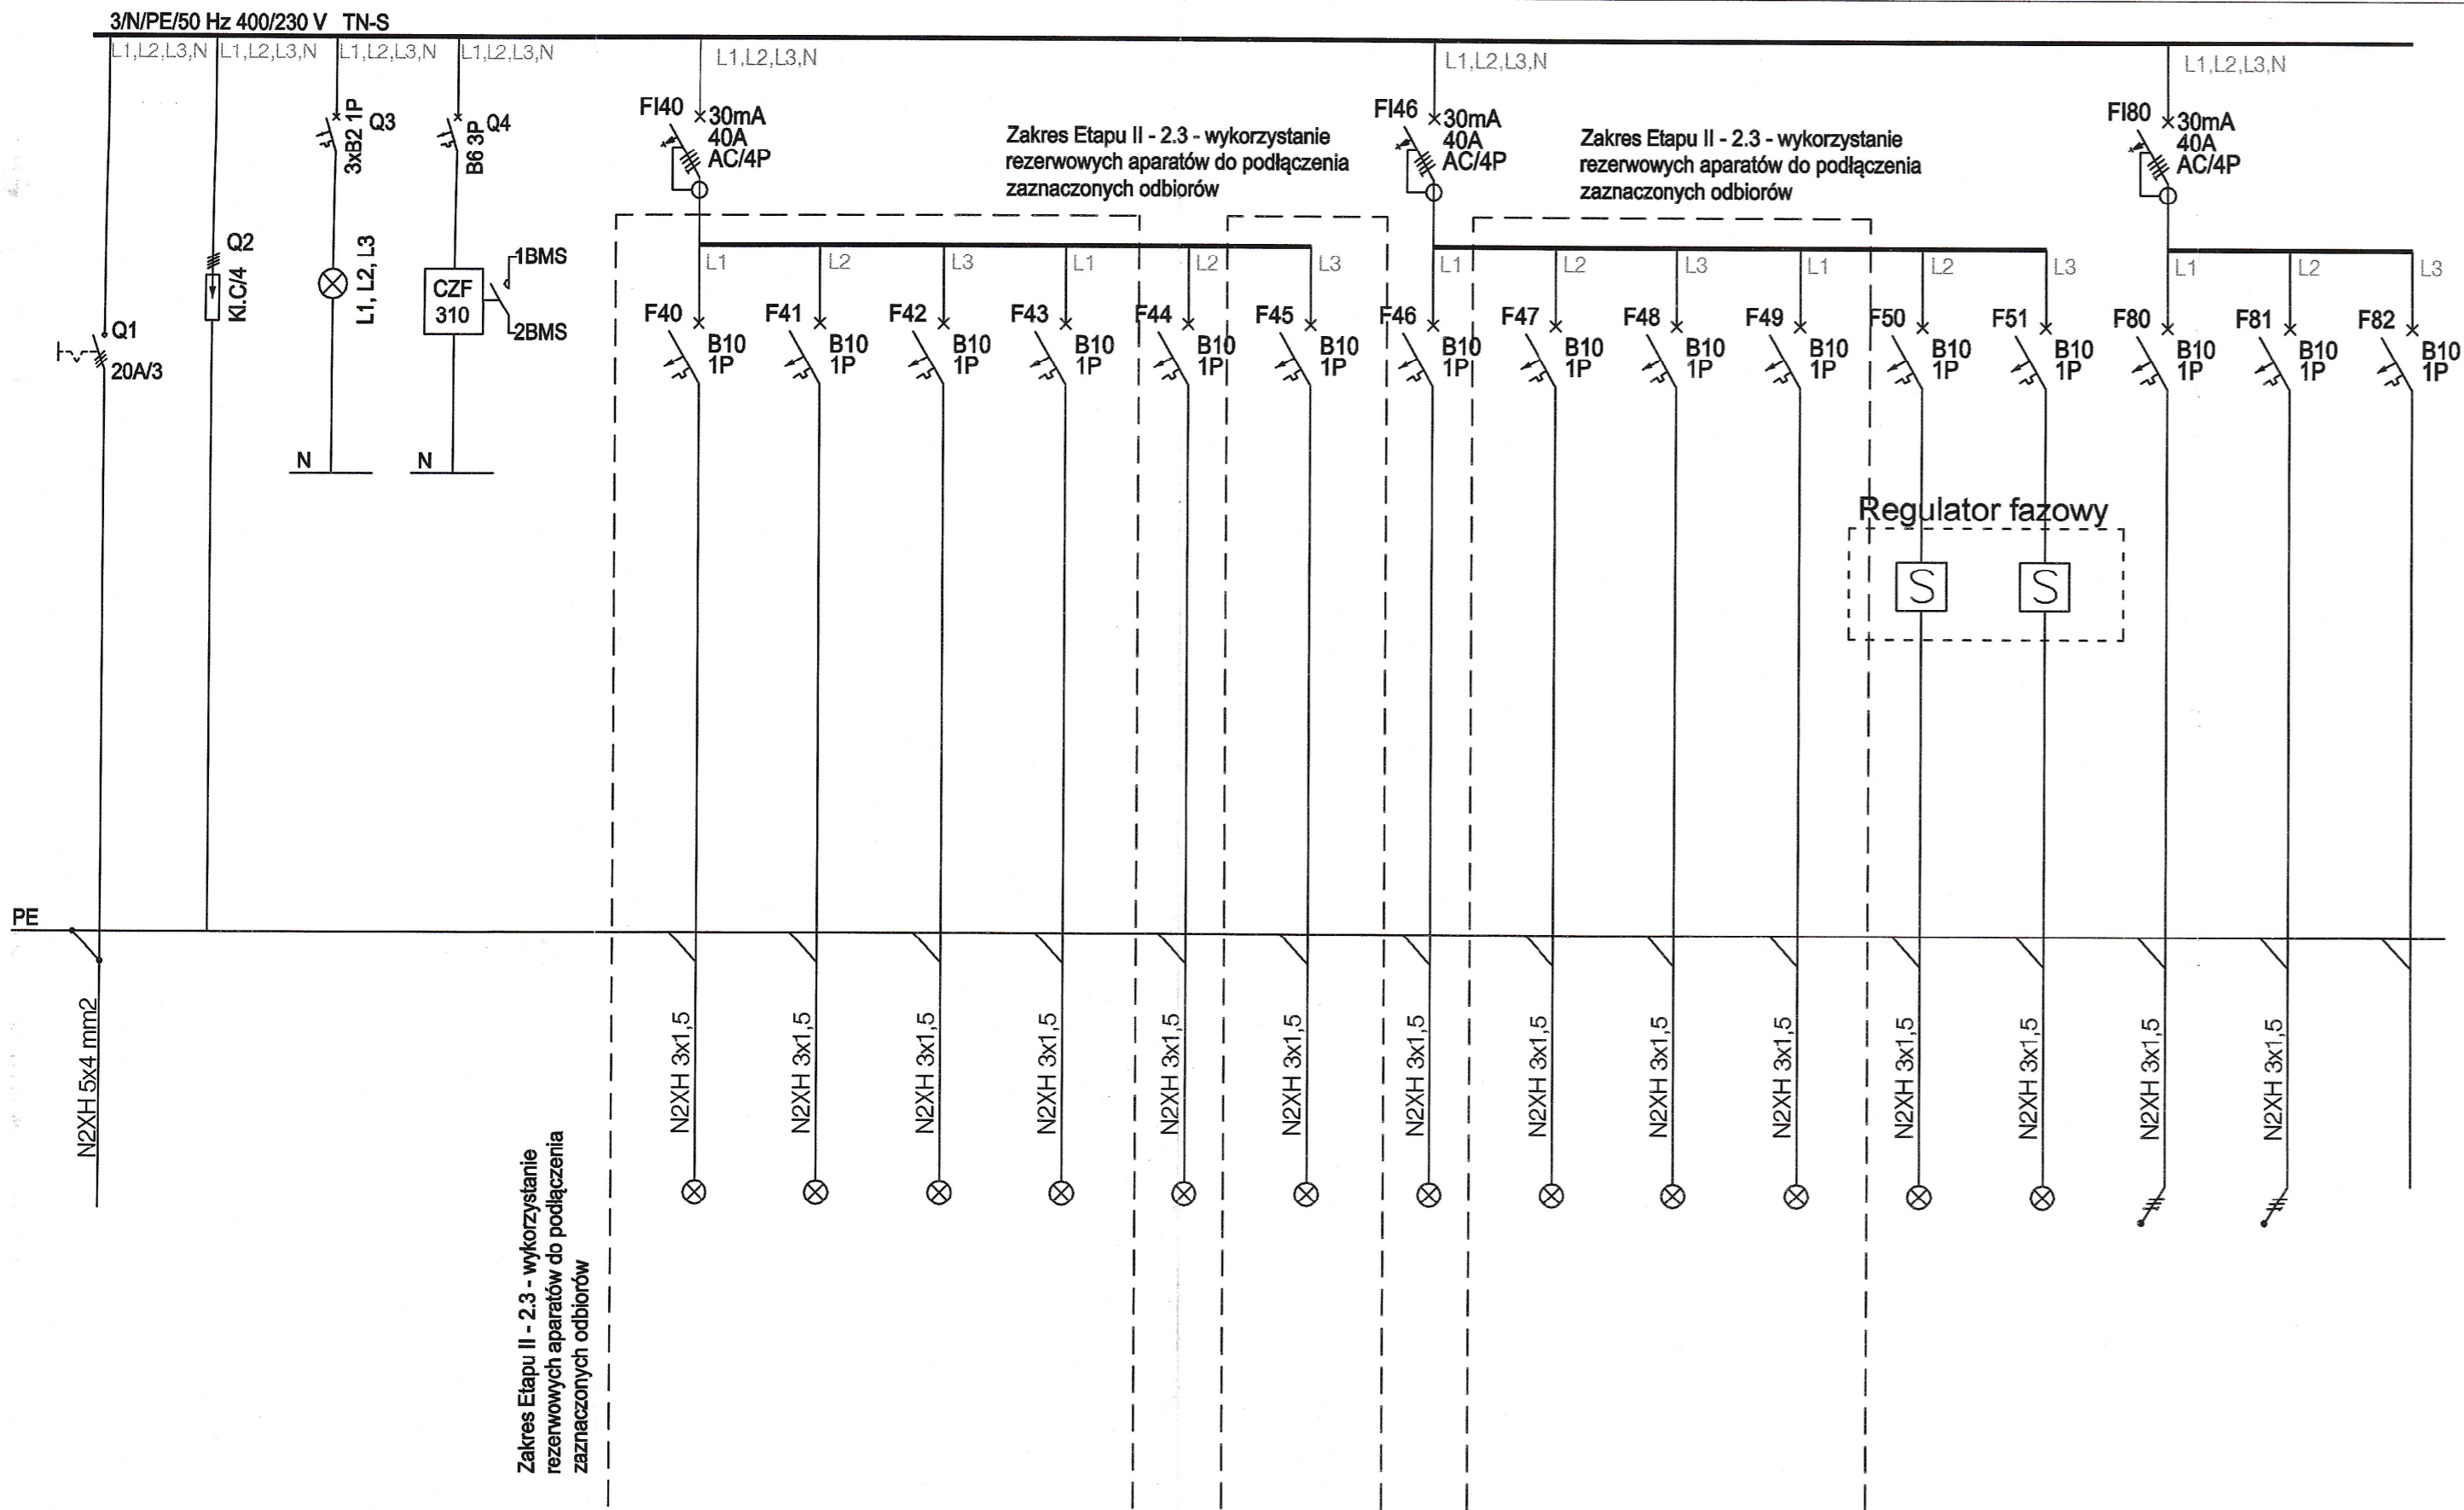 3/N/PE/50 Hz 400/230 V TN-S
L1,L2,L3,N
L1,L2,L3,N
L1,L2,L3,N
L1,L2,L3,N
L1,L2,L3,N
L1,L2,L3,N
L1,L2,L3,N
Q1
20A/3
Q2
Kl.C/4
Q3
3xB2 1P
L1, L2, L3
N
Q4
B6 3P
CZF
310
1BMS
2BMS
N
FI40
30mA
40A
AC/4P
Zakres Etapu II - 2.3 - wykorzystanie
rezerwowych aparatów do podłączenia
zaznaczonych odbiorów
FI46
30mA
40A
AC/4P
Zakres Etapu II - 2.3 - wykorzystanie
rezerwowych aparatów do podłączenia
zaznaczonych odbiorów
FI80
30mA
40A
AC/4P
L1
L2
L3
L1
L2
L3
L1
L2
L3
L1
L2
L3
L1
L2
L3
F40
B10
1P
F41
B10
1P
F42
B10
1P
F43
B10
1P
F44
B10
1P
F45
B10
1P
F46
B10
1P
F47
B10
1P
F48
B10
1P
F49
B10
1P
F50
B10
1P
F51
B10
1P
F80
B10
1P
F81
B10
1P
F82
B10
1P
Regulator fazowy
S
S
PE
N2XH 5x4 mm2
N2XH 3x1,5
N2XH 3x1,5
N2XH 3x1,5
N2XH 3x1,5
N2XH 3x1,5
N2XH 3x1,5
N2XH 3x1,5
N2XH 3x1,5
N2XH 3x1,5
N2XH 3x1,5
N2XH 3x1,5
N2XH 3x1,5
N2XH 3x1,5
N2XH 3x1,5
Zakres Etapu II - 2.3 - wykorzystanie
rezerwowych aparatów do podłączenia
zaznaczonych odbiorów